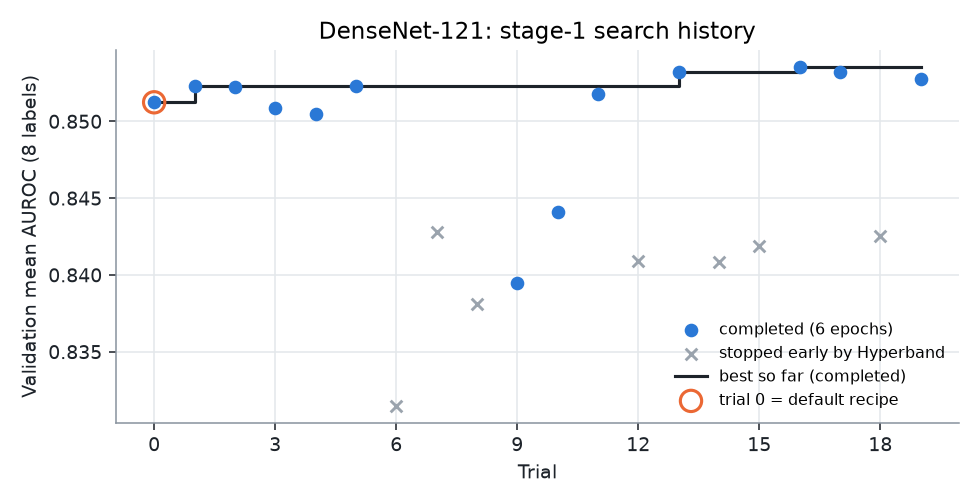 DenseNet-121: stage-1 search history
Validation mean AUROC (8 labels)
0.850
0.845
0.840
0.835
completed (6 epochs)
stopped early by Hyperband
best so far (completed)
trial 0 = default recipe
0 3 6 9 12 15 18
Trial